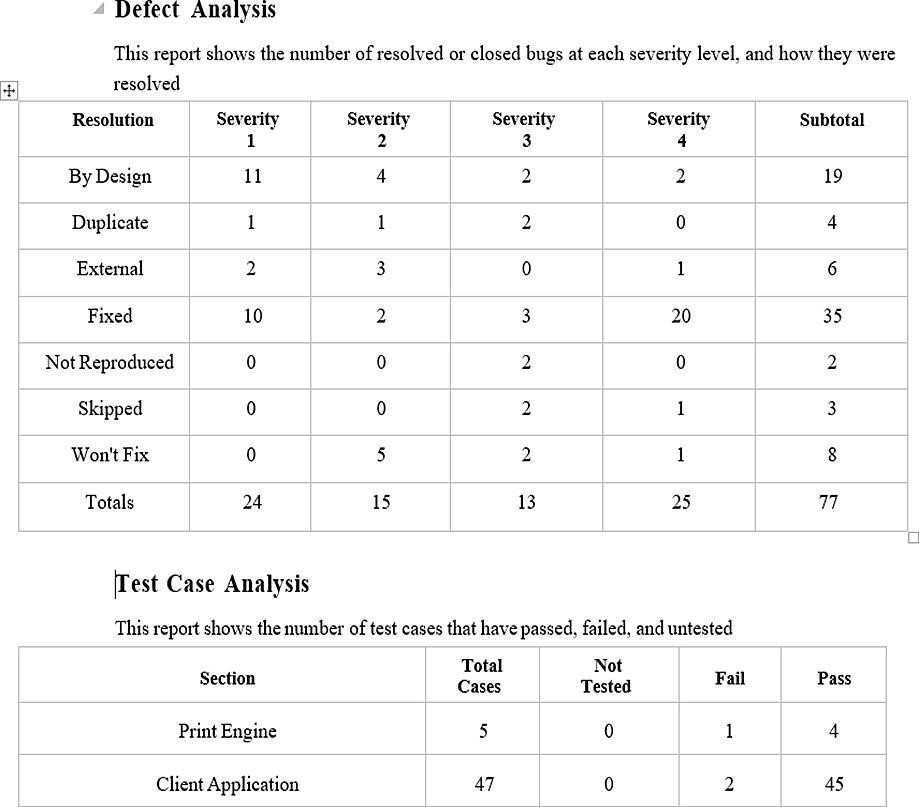 Defect Analysis
This report shows the number of resolved or closed bugs at each severity level, and how they were
resolved
Resolution Severity 1 Severity 2 Severity 3 Severity 4 Subtotal
By Design 11 4 2 2 19
Duplicate 1 1 2 0 4
External 2 3 0 1 6
Fixed 10 2 3 20 35
Not Reproduced 0 0 2 0 2
Skipped 0 0 2 1 3
Won't Fix 0 5 2 1 8
Totals 24 15 13 25 77
Test Case Analysis
This report shows the number of test cases that have passed, failed, and untested
Section Total Cases Not Tested Fail Pass
Print Engine 5 0 1 4
Client Application 47 0 2 45